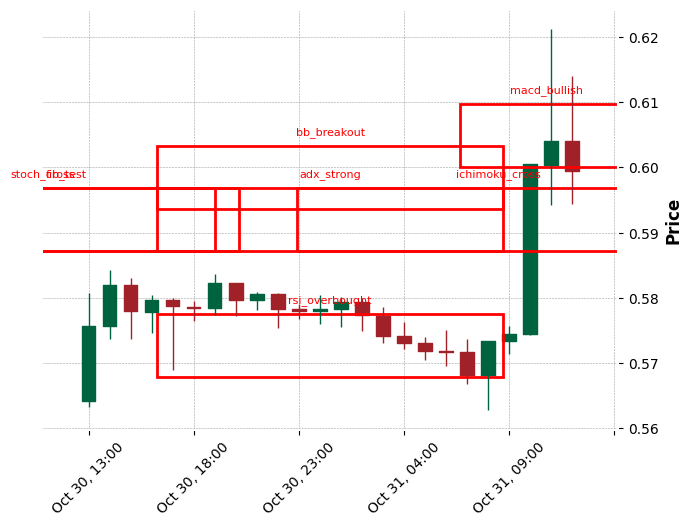 0.62
macd_bullish
0.61
bb_breakout
0.60
adx_strong
ichimoku_cross
Price
0.59
0.58
rsi_overbought
0.57
0.56
Oct 30, 13:00
Oct 30, 18:00
Oct 30, 23:00
Oct 31, 04:00
Oct 31, 09:00